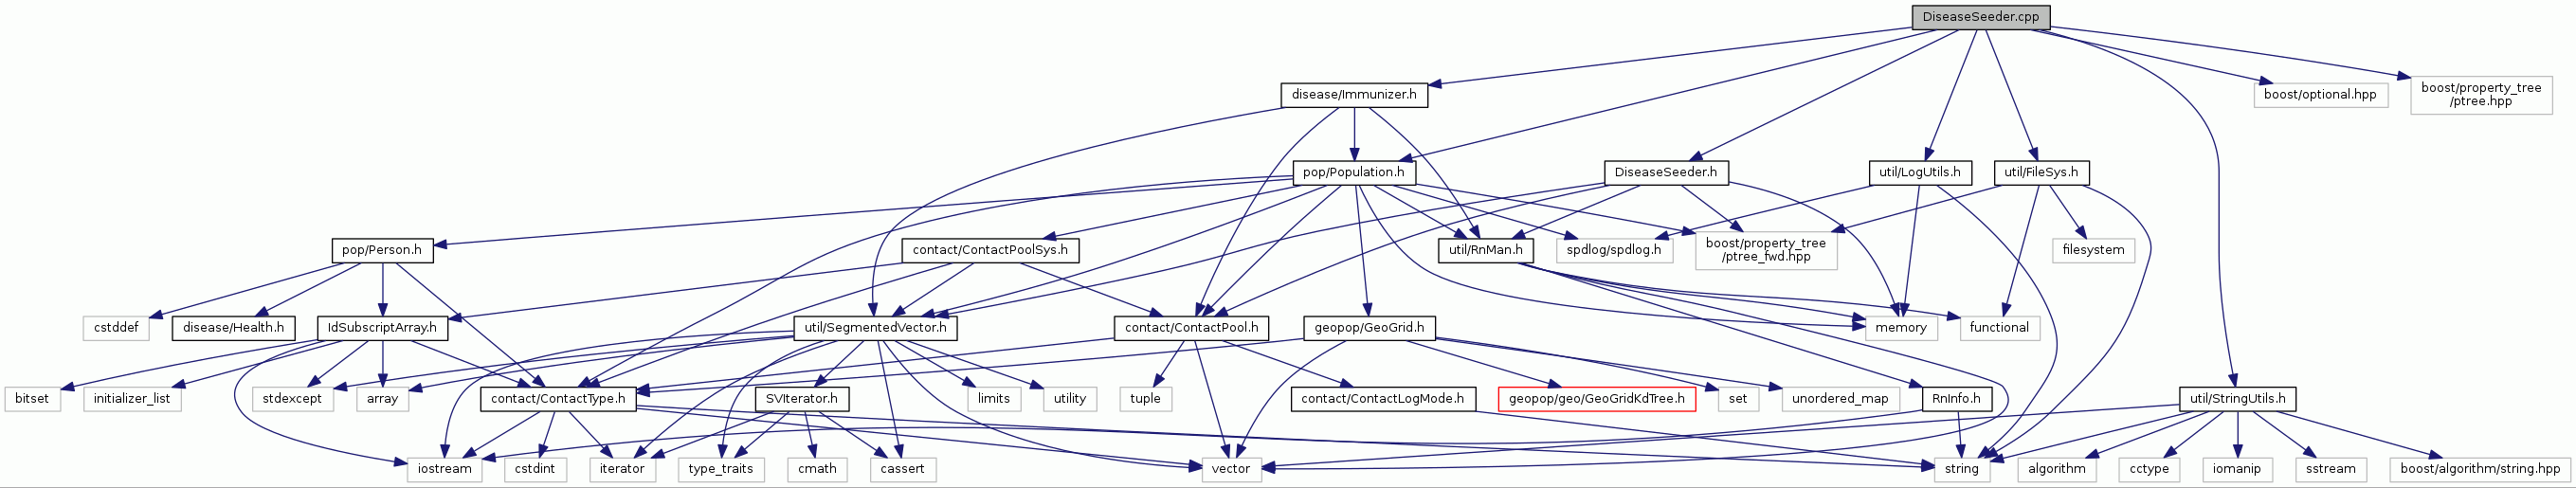 DiseaseSeeder.cpp
disease/Immunizer.h
boost/optional.hpp
boost/property_tree
/ptree.hpp
pop/Population.h
DiseaseSeeder.h
util/LogUtils.h
util/FileSys.h
pop/Person.h
contact/ContactPoolSys.h
util/RnMan.h
spdlog/spdlog.h
boost/property_tree
/ptree_fwd.hpp
filesystem
cstddef
disease/Health.h
IdSubscriptArray.h
util/SegmentedVector.h
contact/ContactPool.h
geopop/GeoGrid.h
memory
functional
bitset
initializer_list
stdexcept
array
contact/ContactType.h
SVIterator.h
limits
utility
tuple
contact/ContactLogMode.h
geopop/geo/GeoGridKdTree.h
set
unordered_map
RnInfo.h
util/StringUtils.h
iostream
cstdint
iterator
type_traits
cmath
cassert
vector
string
algorithm
cctype
iomanip
sstream
boost/algorithm/string.hpp